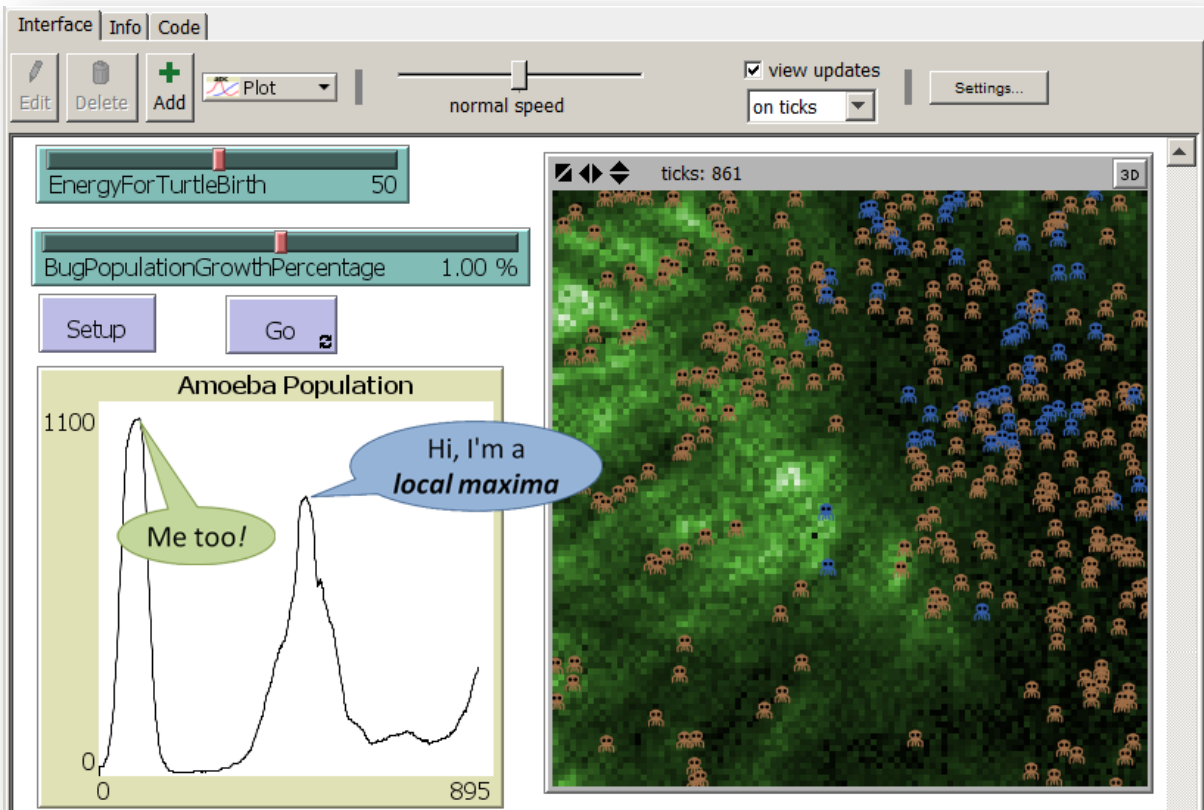 Interface Info Code
Edit Delete Add
Plot
normal speed
view updates
on ticks
Settings...
EnergyForTurtleBirth 50
BugPopulationGrowthPercentage 1.00 %
Setup
Go
ticks: 861
3D
Amoeba Population
1100
Hi, I'm a
local maxima
Me too!
0
0 895